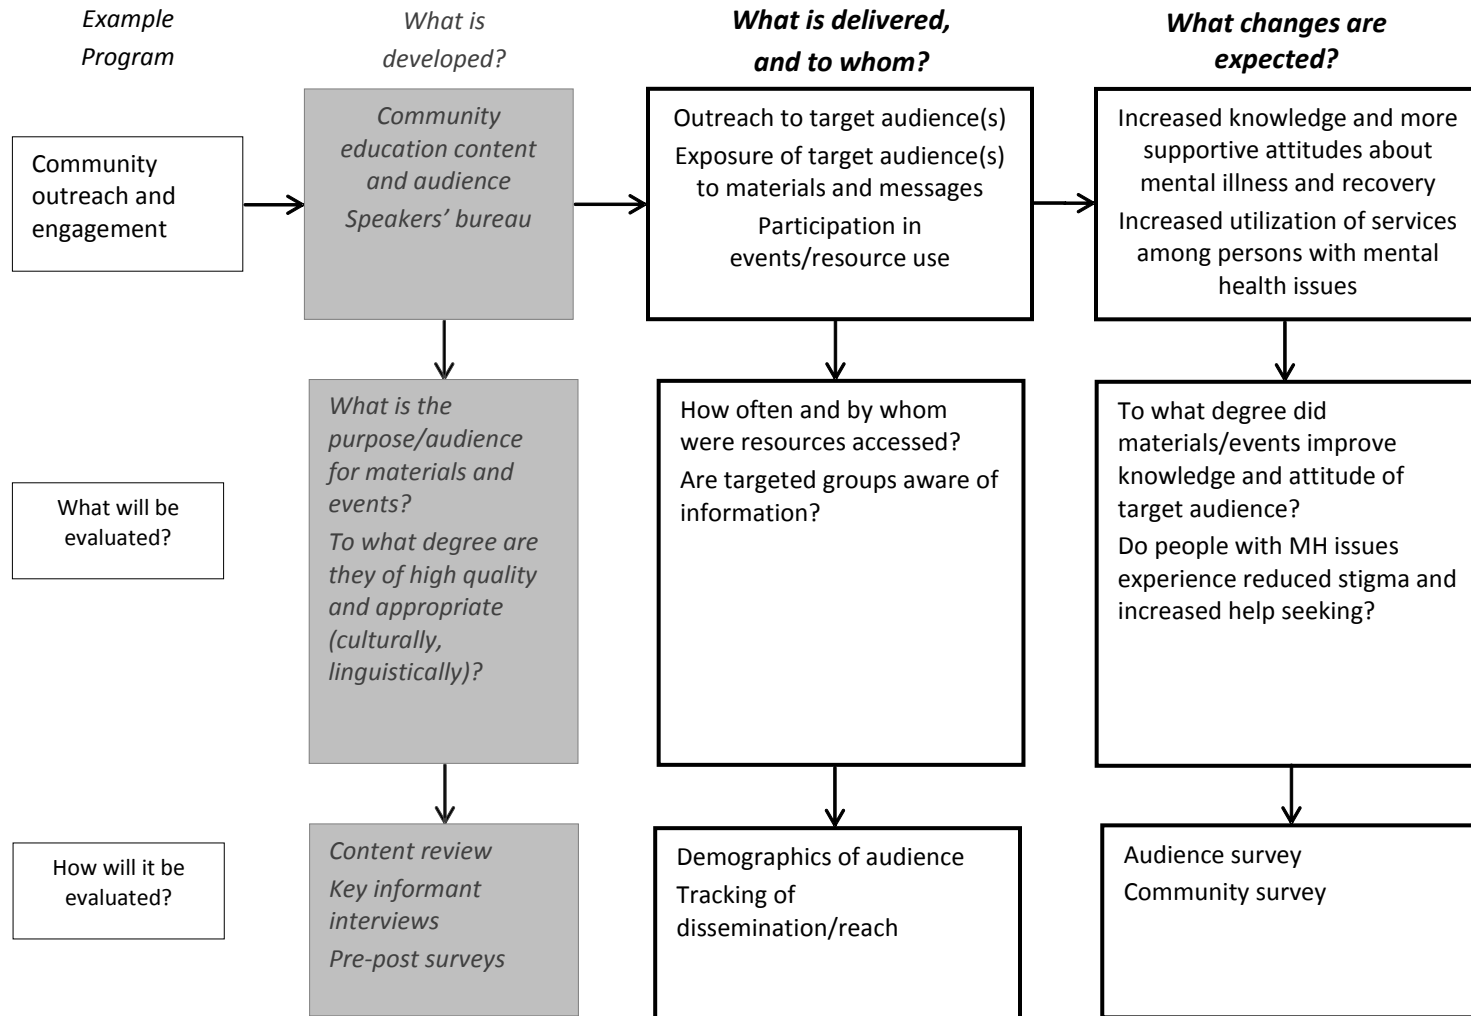 Example
Program
What is
developed?
What is delivered,
and to whom?
What changes are
expected?
Community
outreach and
engagement
Community
education content
and audience
Speakers’ bureau
Outreach to target audience(s)
Exposure of target audience(s)
to materials and messages
Participation in
events/resource use
Increased knowledge and more
supportive attitudes about
mental illness and recovery
Increased utilization of services
among persons with mental
health issues
What will be
evaluated?
What is the
purpose/audience
for materials and
events?
To what degree are
they of high quality
and appropriate
(culturally,
linguistically)?
How often and by whom
were resources accessed?
Are targeted groups aware of
information?
To what degree did
materials/events improve
knowledge and attitude of
target audience?
Do people with MH issues
experience reduced stigma and
increased help seeking?
How will it be
evaluated?
Content review
Key informant
interviews
Pre-post surveys
Demographics of audience
Tracking of
dissemination/reach
Audience survey
Community survey